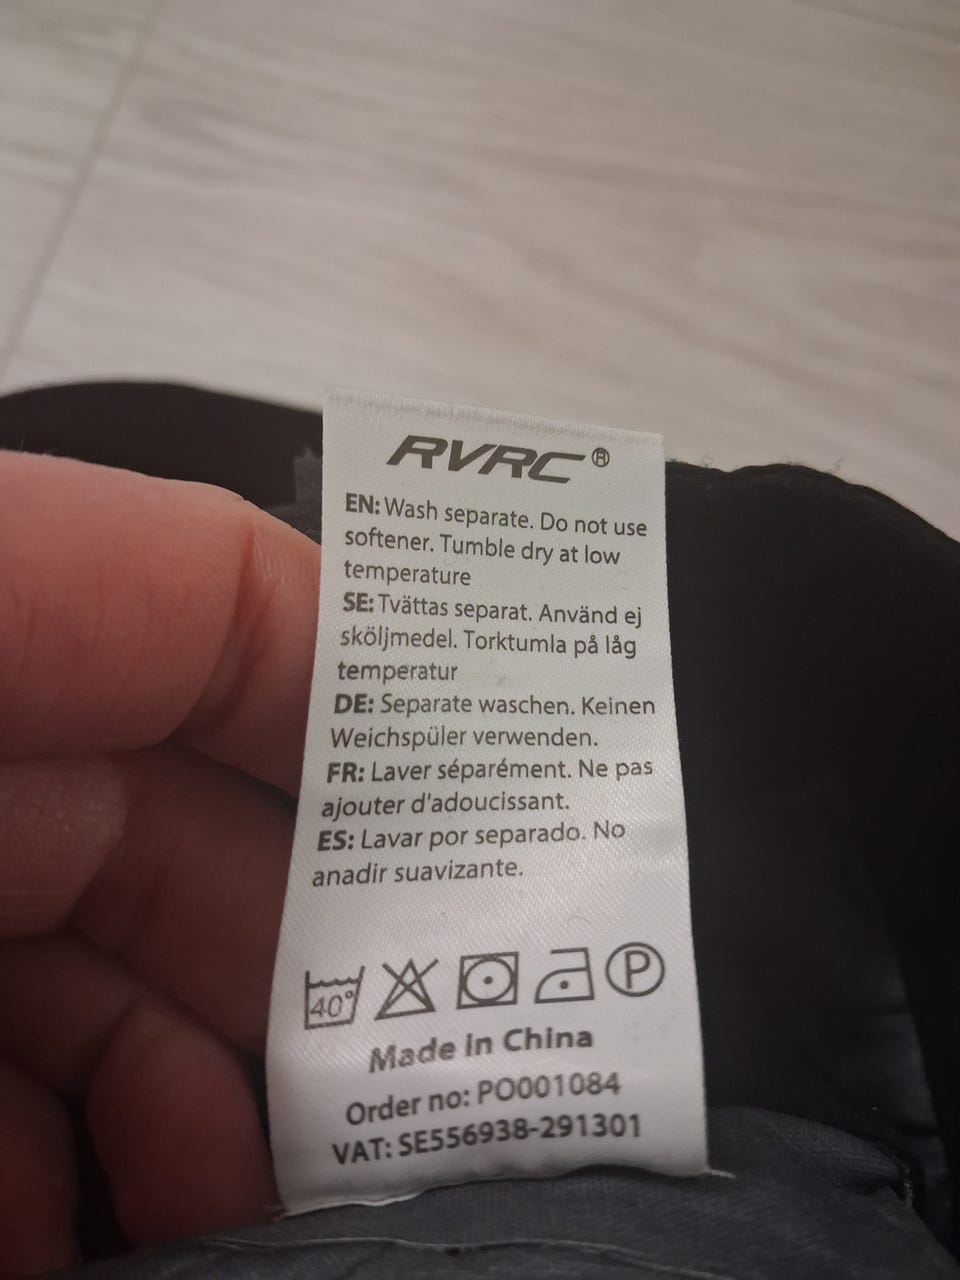 RVRC®
EN: Wash separate. Do not use
softener. Tumble dry at low
temperature
SE: Tvättas separat. Använd ej
sköljmedel. Torktumla på låg
temperatur
DE: Separate waschen. Keinen
Weichspüler verwenden.
FR: Laver séparément. Ne pas
ajouter d'adoucissant.
ES: Lavar por separado. No
anadir suavizante.
40° P
Made in China
Order no: PO001084
VAT: SE556938-291301